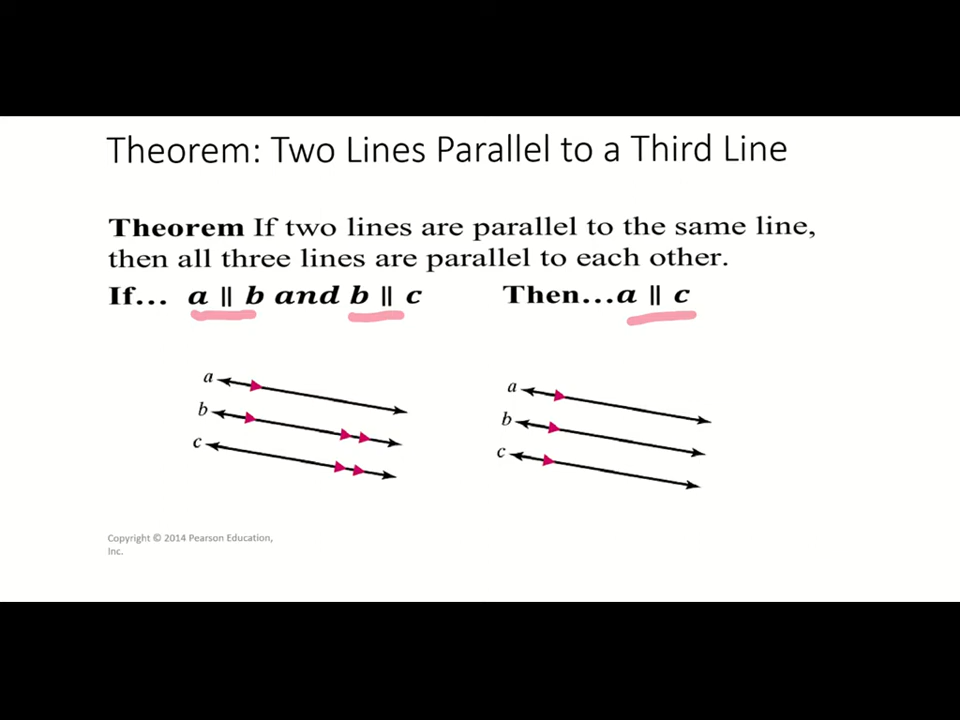 Theorem: Two Lines Parallel to a Third Line
Theorem If two lines are parallel to the same line,
then all three lines are parallel to each other.
If... a ∥ b and b ∥ c Then...a ∥ c
a
b
c
a
b
c
Copyright © 2014 Pearson Education,
Inc.